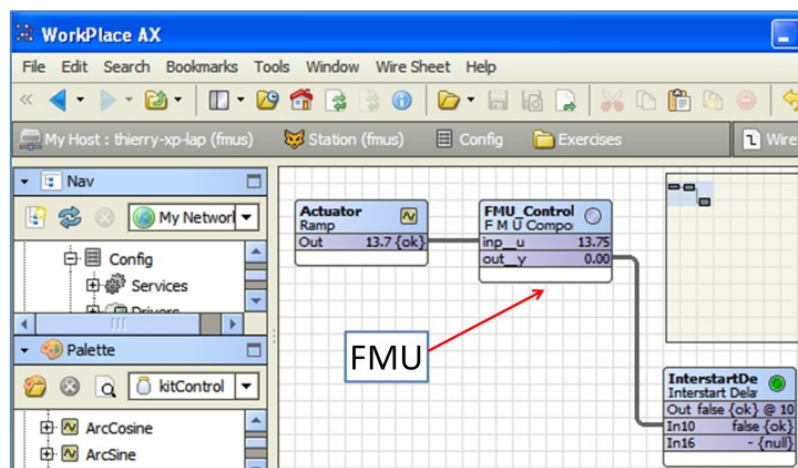 WorkPlace AX
File Edit Search Bookmarks Tools Window Wire Sheet Help
My Host : thierry-xp-lap (fmus) Station (fmus) Config Exercises Wire
Nav
My Networl
Config
Services
Drivers
Palette
kitControl
ArcCosine
ArcSine
Actuator
Ramp
Out 13.7 {ok}
FMU_Control
F M U Compo
inp__u 13.75
out__y 0.00
FMU
InterstartDe
Interstart Dela
Out false {ok} @ 10
In10 false {ok}
In16 - {null}